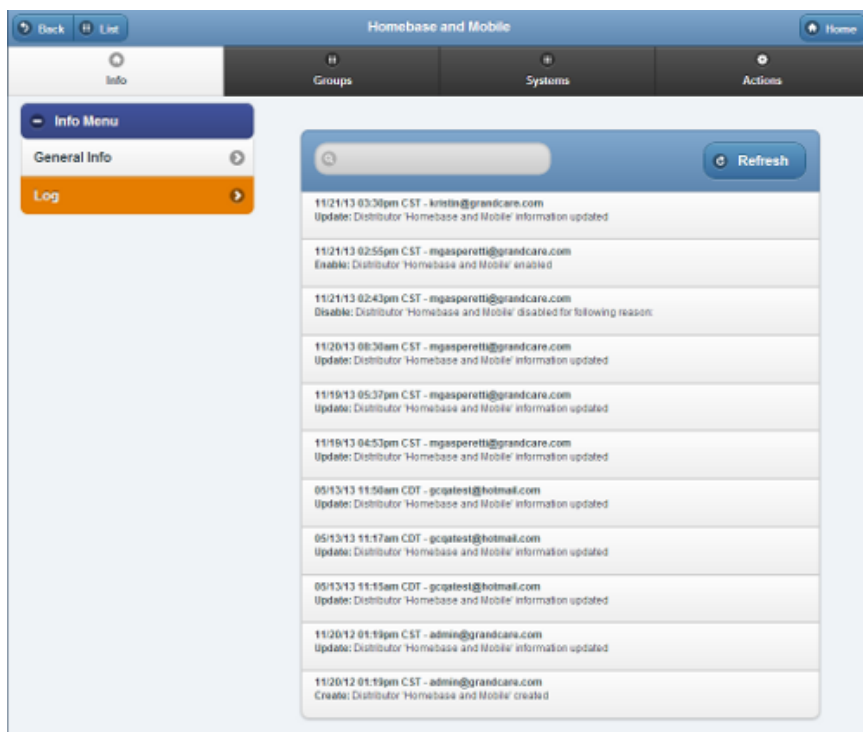 Back
List
Homebase and Mobile
Home
Info
Groups
Systems
Actions
Info Menu
General Info
Log
Refresh
11/21/13 03:30pm CST - kristin@grandcare.com
Update: Distributor 'Homebase and Mobile' information updated
11/21/13 02:55pm CST - mgasperetti@grandcare.com
Enable: Distributor 'Homebase and Mobile' enabled
11/21/13 02:43pm CST - mgasperetti@grandcare.com
Disable: Distributor 'Homebase and Mobile' disabled for following reason:
11/20/13 08:30am CST - mgasperetti@grandcare.com
Update: Distributor 'Homebase and Mobile' information updated
11/19/13 05:37pm CST - mgasperetti@grandcare.com
Update: Distributor 'Homebase and Mobile' information updated
11/19/13 04:53pm CST - mgasperetti@grandcare.com
Update: Distributor 'Homebase and Mobile' information updated
05/13/13 11:50am CDT - gcqatest@hotmail.com
Update: Distributor 'Homebase and Mobile' information updated
05/13/13 11:17am CDT - gcqatest@hotmail.com
Update: Distributor 'Homebase and Mobile' information updated
05/13/13 11:15am CDT - gcqatest@hotmail.com
Update: Distributor 'Homebase and Mobile' information updated
11/20/12 01:19pm CST - admin@grandcare.com
Update: Distributor 'Homebase and Mobile' information updated
11/20/12 01:19pm CST - admin@grandcare.com
Create: Distributor 'Homebase and Mobile' created